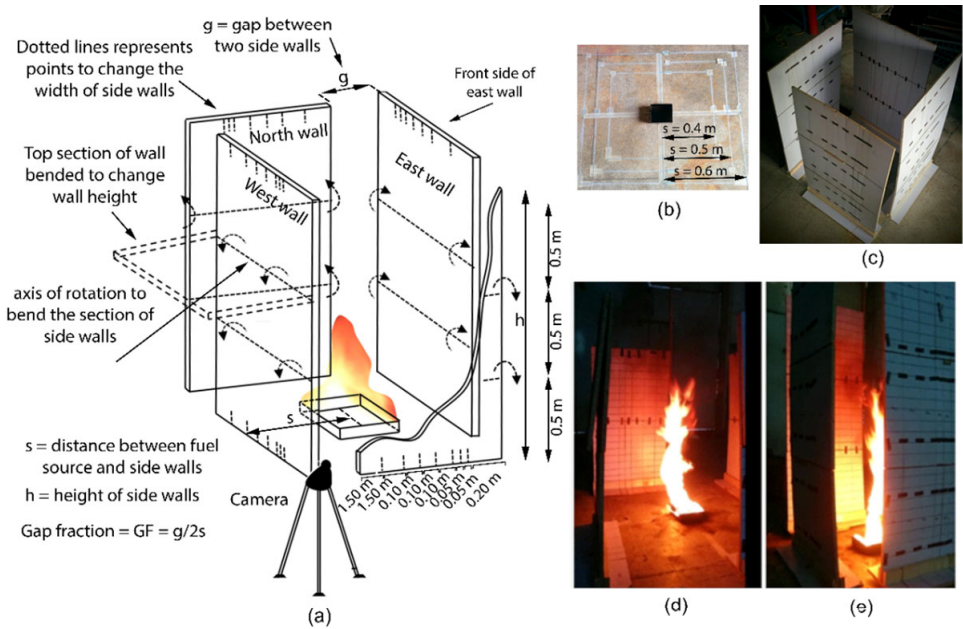 g = gap between
two side walls
Dotted lines represents
points to change the
width of side walls
g
Front side of
east wall
North wall
East wall
West wall
Top section of wall
bended to change
wall height
axis of rotation to
bend the section of
side walls
0.5 m
0.5 m
0.5 m
h
s
s = distance between fuel
source and side walls
h = height of side walls
Gap fraction = GF = g/2s
Camera
1.50 m
1.50 m
0.10 m
0.10 m
0.10 m
0.05 m
0.05 m
0.20 m
(a)
s = 0.4 m
s = 0.5 m
s = 0.6 m
(b)
(c)
(d)
(e)